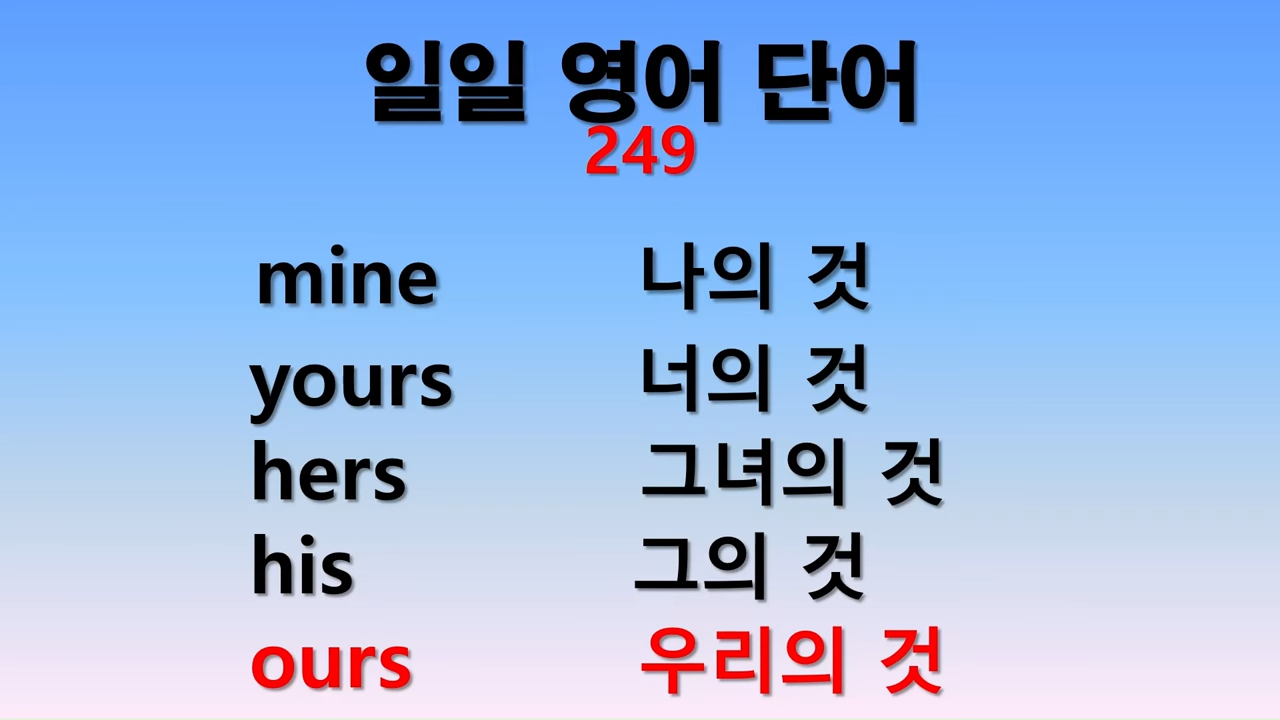 일일 영어 단어
249
mine 나의 것
yours 너의 것
hers 그녀의 것
his 그의 것
ours 우리의 것